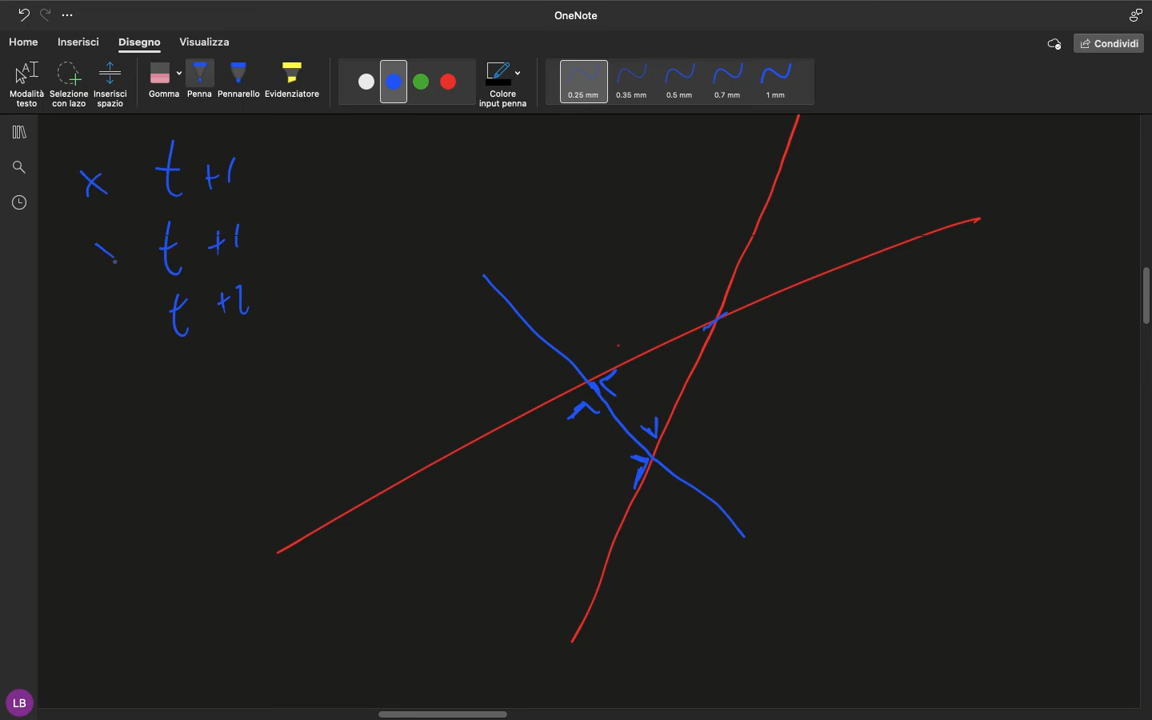 OneNote
Home Inserisci Disegno Visualizza
Condividi
Modalità testo
Selezione con lazo
Inserisci spazio
Gomma
Penna
Pennarello
Evidenziatore
Colore input penna
0.25 mm
0.35 mm
0.5 mm
0.7 mm
1 mm
x t +1
t +1
t +2
LB